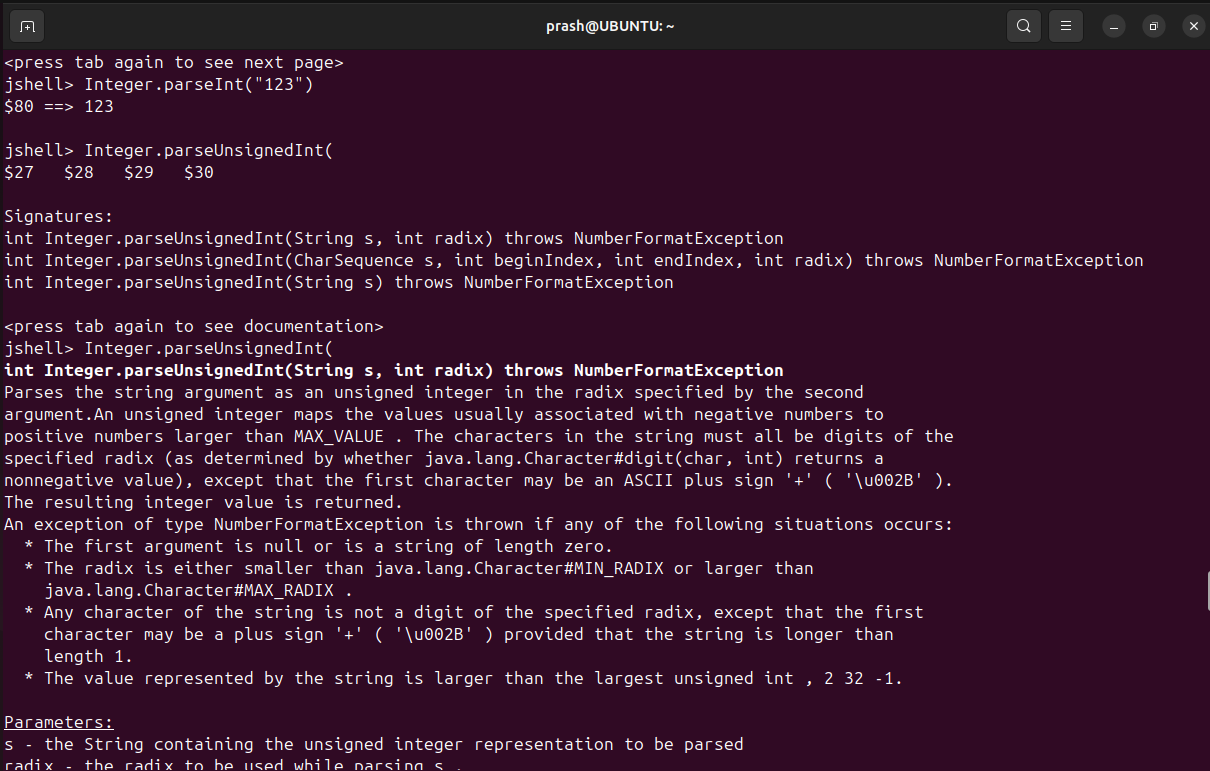 prash@UBUNTU: ~
<press tab again to see next page>
jshell> Integer.parseInt("123")
$80 ==> 123
jshell> Integer.parseUnsignedInt(
$27   $28   $29   $30
Signatures:
int Integer.parseUnsignedInt(String s, int radix) throws NumberFormatException
int Integer.parseUnsignedInt(CharSequence s, int beginIndex, int endIndex, int radix) throws NumberFormatException
int Integer.parseUnsignedInt(String s) throws NumberFormatException
<press tab again to see documentation>
jshell> Integer.parseUnsignedInt(
int Integer.parseUnsignedInt(String s, int radix) throws NumberFormatException
Parses the string argument as an unsigned integer in the radix specified by the second
argument.An unsigned integer maps the values usually associated with negative numbers to
positive numbers larger than MAX_VALUE . The characters in the string must all be digits of the
specified radix (as determined by whether java.lang.Character#digit(char, int) returns a
nonnegative value), except that the first character may be an ASCII plus sign '+' ( '\u002B' ).
The resulting integer value is returned.
An exception of type NumberFormatException is thrown if any of the following situations occurs:
  * The first argument is null or is a string of length zero.
  * The radix is either smaller than java.lang.Character#MIN_RADIX or larger than
    java.lang.Character#MAX_RADIX .
  * Any character of the string is not a digit of the specified radix, except that the first
    character may be a plus sign '+' ( '\u002B' ) provided that the string is longer than
    length 1.
  * The value represented by the string is larger than the largest unsigned int , 2 32 -1.
Parameters:
s - the String containing the unsigned integer representation to be parsed
radix - the radix to be used while parsing s .